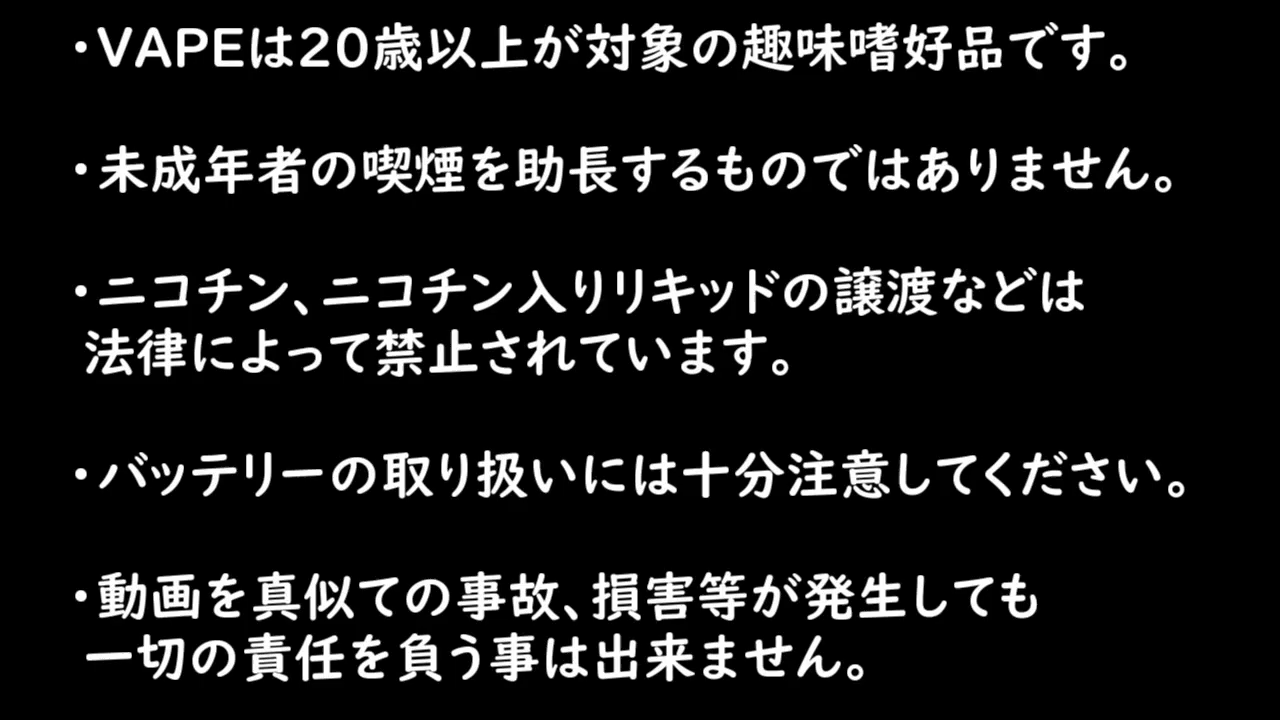 ・VAPEは20歳以上が対象の趣味嗜好品です。
・未成年者の喫煙を助長するものではありません。
・ニコチン、ニコチン入りリキッドの譲渡などは
法律によって禁止されています。
・バッテリーの取り扱いには十分注意してください。
・動画を真似ての事故、損害等が発生しても
一切の責任を負う事は出来ません。